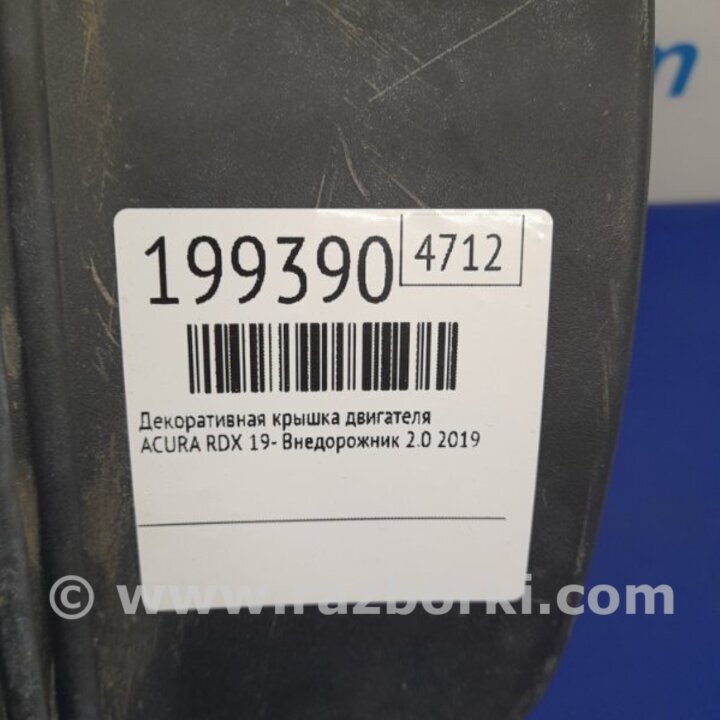 199390 4712
Декоративная крышка двигателя
ACURA RDX 19- Внедорожник 2.0 2019
© www.razborki.com